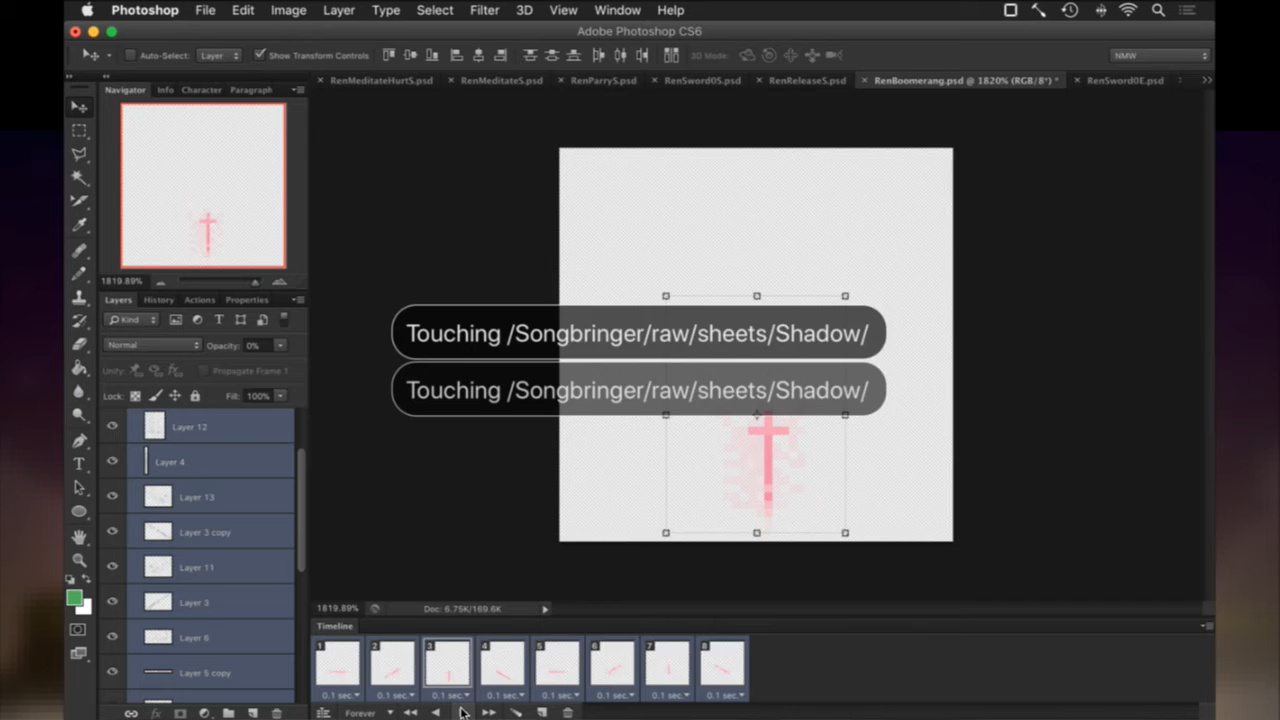 Photoshop File Edit Image Layer Type Select Filter 3D View Window Help
Adobe Photoshop CS6
Auto-Select: Layer Show Transform Controls 3D Mode: NMW
RenMeditateHurtS.psd RenMeditateS.psd RenParryS.psd RenSword0S.psd RenReleaseS.psd RenBoomerang.psd @ 1820% (RGB/8*) * RenSword0E.psd
Navigator Info Character Paragraph
1819.89%
Layers History Actions Properties
Kind
Normal Opacity: 0%
Unify: Propagate Frame 1
Lock: Fill: 100%
Layer 12
Layer 4
Layer 13
Layer 3 copy
Layer 11
Layer 3
Layer 6
Layer 5 copy
Touching /Songbringer/raw/sheets/Shadow/
Touching /Songbringer/raw/sheets/Shadow/
1819.89% Doc: 6.75K/169.6K
Timeline
1 2 3 4 5 6 7 8
0.1 sec. 0.1 sec. 0.1 sec. 0.1 sec. 0.1 sec. 0.1 sec. 0.1 sec. 0.1 sec.
Forever